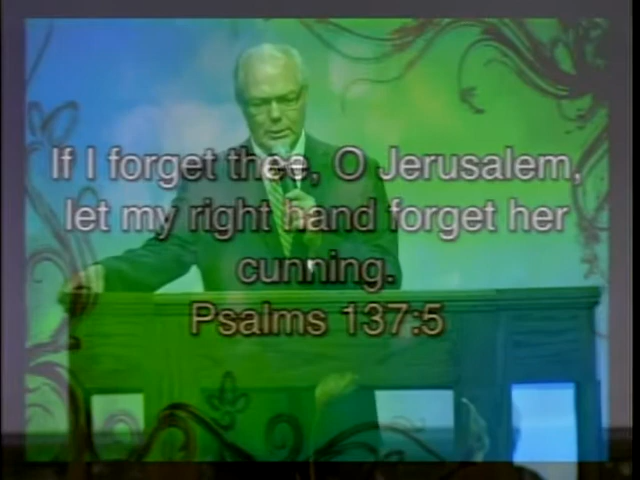 If I forget thee, O Jerusalem,
let my right hand forget her
cunning.
Psalms 137:5